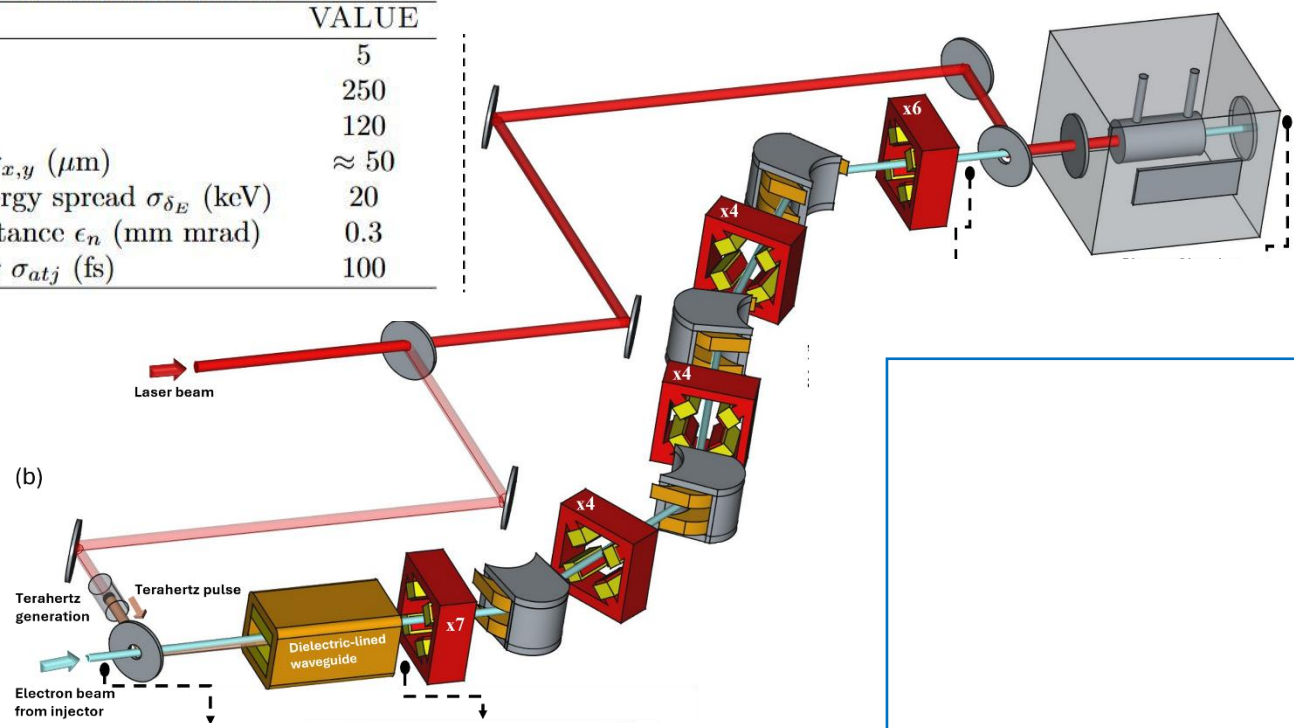 VALUE
5
250
120
x,y (μm) ≈ 50
ergy spread σδE (keV) 20
tance ϵn (mm mrad) 0.3
σatj (fs) 100
x6
x4
x4
Laser beam
(b)
x4
Terahertz pulse
Terahertz
generation
x7
Dielectric-lined
waveguide
Electron beam
from injector